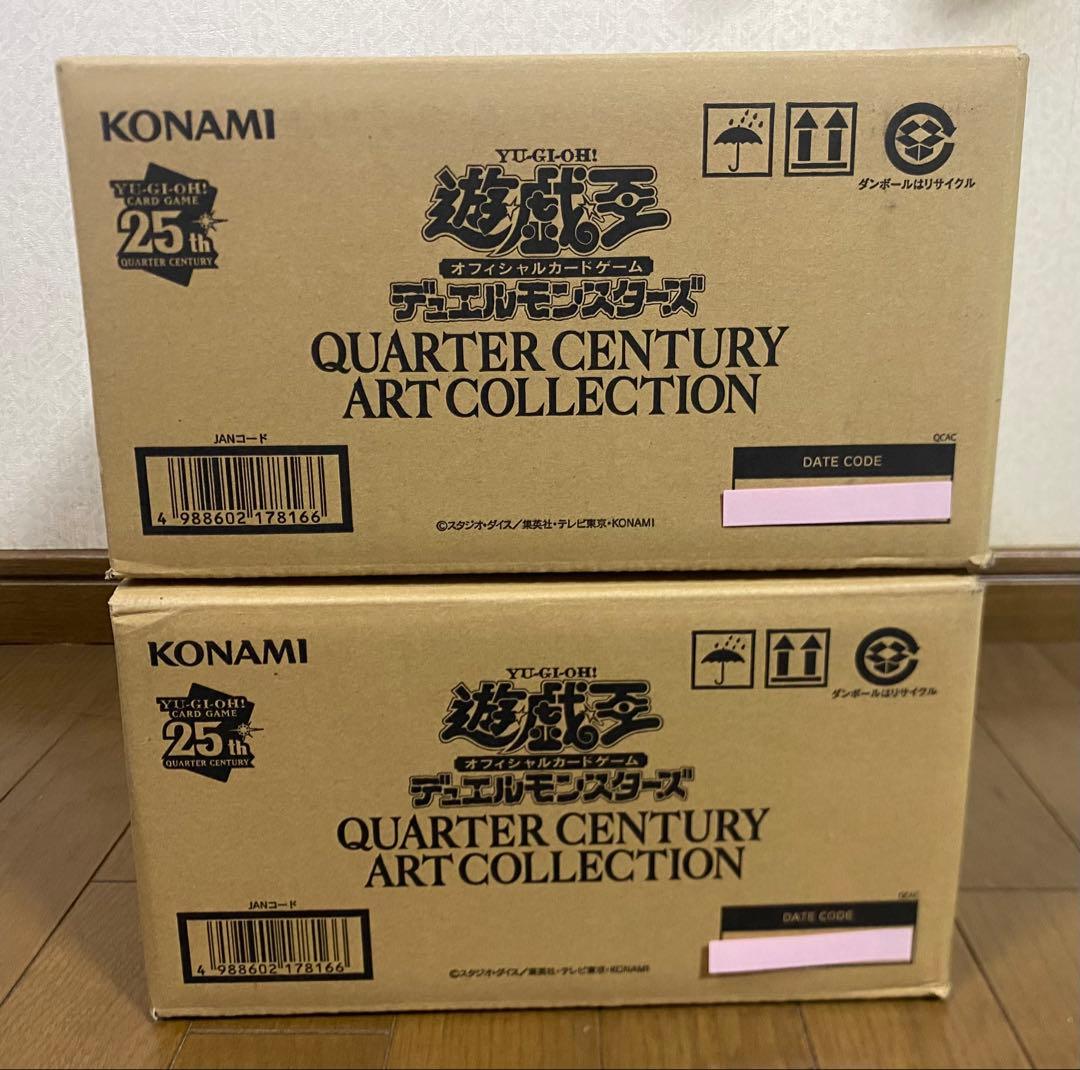 KONAMI
YU-GI-OH!
CARD GAME
25th
QUARTER CENTURY
YU-GI-OH!
遊戯王
オフィシャルカードゲーム
デュエルモンスターズ
QUARTER CENTURY
ART COLLECTION
ダンボールはリサイクル
JANコード
4 988602 178166
©スタジオ・ダイス/集英社・テレビ東京・KONAMI
QCAC
DATE CODE
KONAMI
YU-GI-OH!
CARD GAME
25th
QUARTER CENTURY
YU-GI-OH!
遊戯王
オフィシャルカードゲーム
デュエルモンスターズ
QUARTER CENTURY
ART COLLECTION
ダンボールはリサイクル
JANコード
4 988602 178166
©スタジオ・ダイス/集英社・テレビ東京・KONAMI
QCAC
DATE CODE